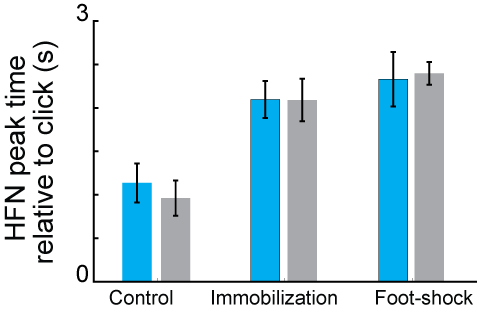 3
HFN peak time
relative to click (s)
0
Control
Immobilization
Foot-shock